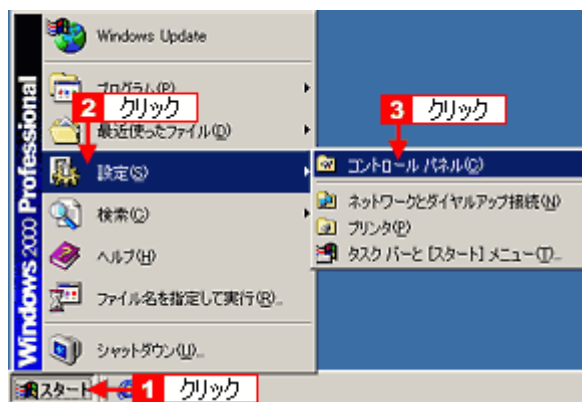 Windows 2000 Professional
Windows Update
プログラム(P)
2 クリック
最近使ったファイル(D)
設定(S)
検索(C)
ヘルプ(H)
ファイル名を指定して実行(R)...
シャットダウン(U)...
3 クリック
コントロール パネル(C)
ネットワークとダイヤルアップ接続(N)
プリンタ(P)
タスク バーと [スタート] メニュー(T)...
スタート
1 クリック